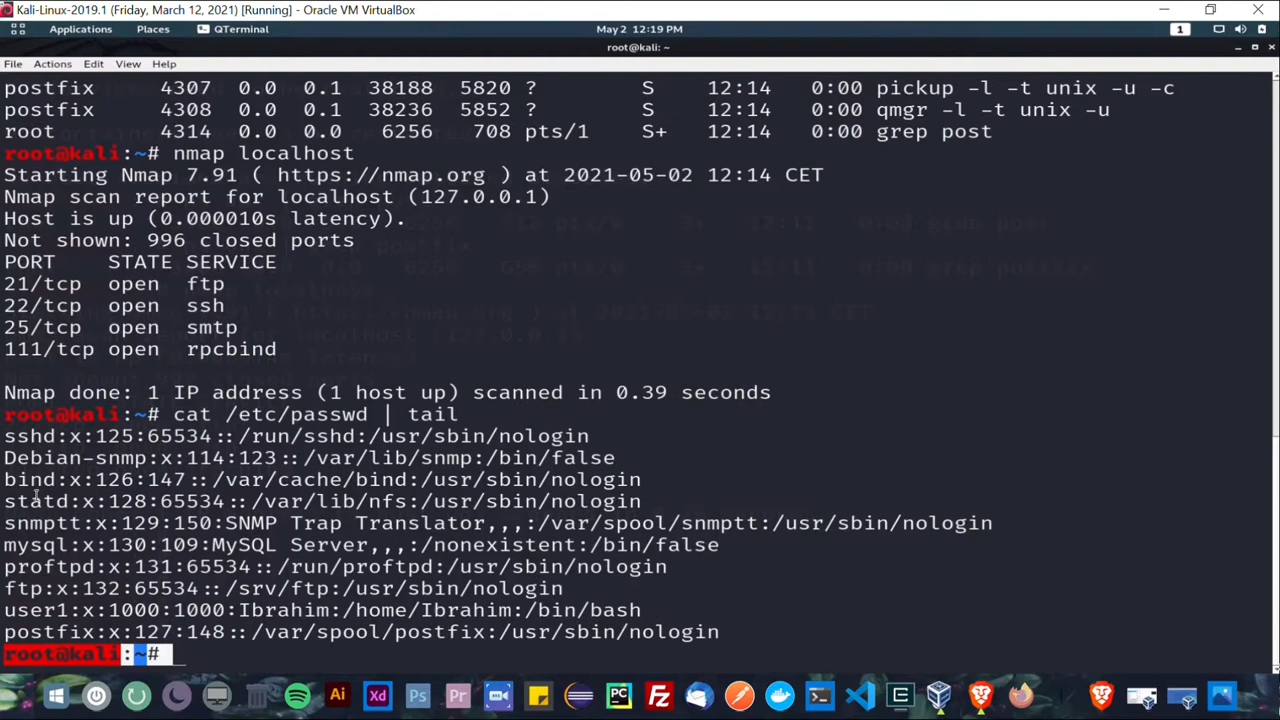 Kali-Linux-2019.1 (Friday, March 12, 2021) [Running] - Oracle VM VirtualBox
Applications Places QTerminal May 2 12:19 PM 1
root@kali: ~
File Actions Edit View Help
postfix 4307 0.0 0.1 38188 5820 ? S 12:14 0:00 pickup -l -t unix -u -c
postfix 4308 0.0 0.1 38236 5852 ? S 12:14 0:00 qmgr -l -t unix -u
root 4314 0.0 0.0 6256 708 pts/1 S+ 12:14 0:00 grep post
root@kali:~# nmap localhost
Starting Nmap 7.91 ( https://nmap.org ) at 2021-05-02 12:14 CET
Nmap scan report for localhost (127.0.0.1)
Host is up (0.000010s latency).
Not shown: 996 closed ports
PORT STATE SERVICE
21/tcp open ftp
22/tcp open ssh
25/tcp open smtp
111/tcp open rpcbind
Nmap done: 1 IP address (1 host up) scanned in 0.39 seconds
root@kali:~# cat /etc/passwd | tail
sshd:x:125:65534::/run/sshd:/usr/sbin/nologin
Debian-snmp:x:114:123::/var/lib/snmp:/bin/false
bind:x:126:147::/var/cache/bind:/usr/sbin/nologin
statd:x:128:65534::/var/lib/nfs:/usr/sbin/nologin
snmptt:x:129:150:SNMP Trap Translator,,,:/var/spool/snmptt:/usr/sbin/nologin
mysql:x:130:109:MySQL Server,,,:/nonexistent:/bin/false
proftpd:x:131:65534::/run/proftpd:/usr/sbin/nologin
ftp:x:132:65534::/srv/ftp:/usr/sbin/nologin
user1:x:1000:1000:Ibrahim:/home/Ibrahim:/bin/bash
postfix:x:127:148::/var/spool/postfix:/usr/sbin/nologin
root@kali:~#
Ai Xd Ps Pr PC FZ